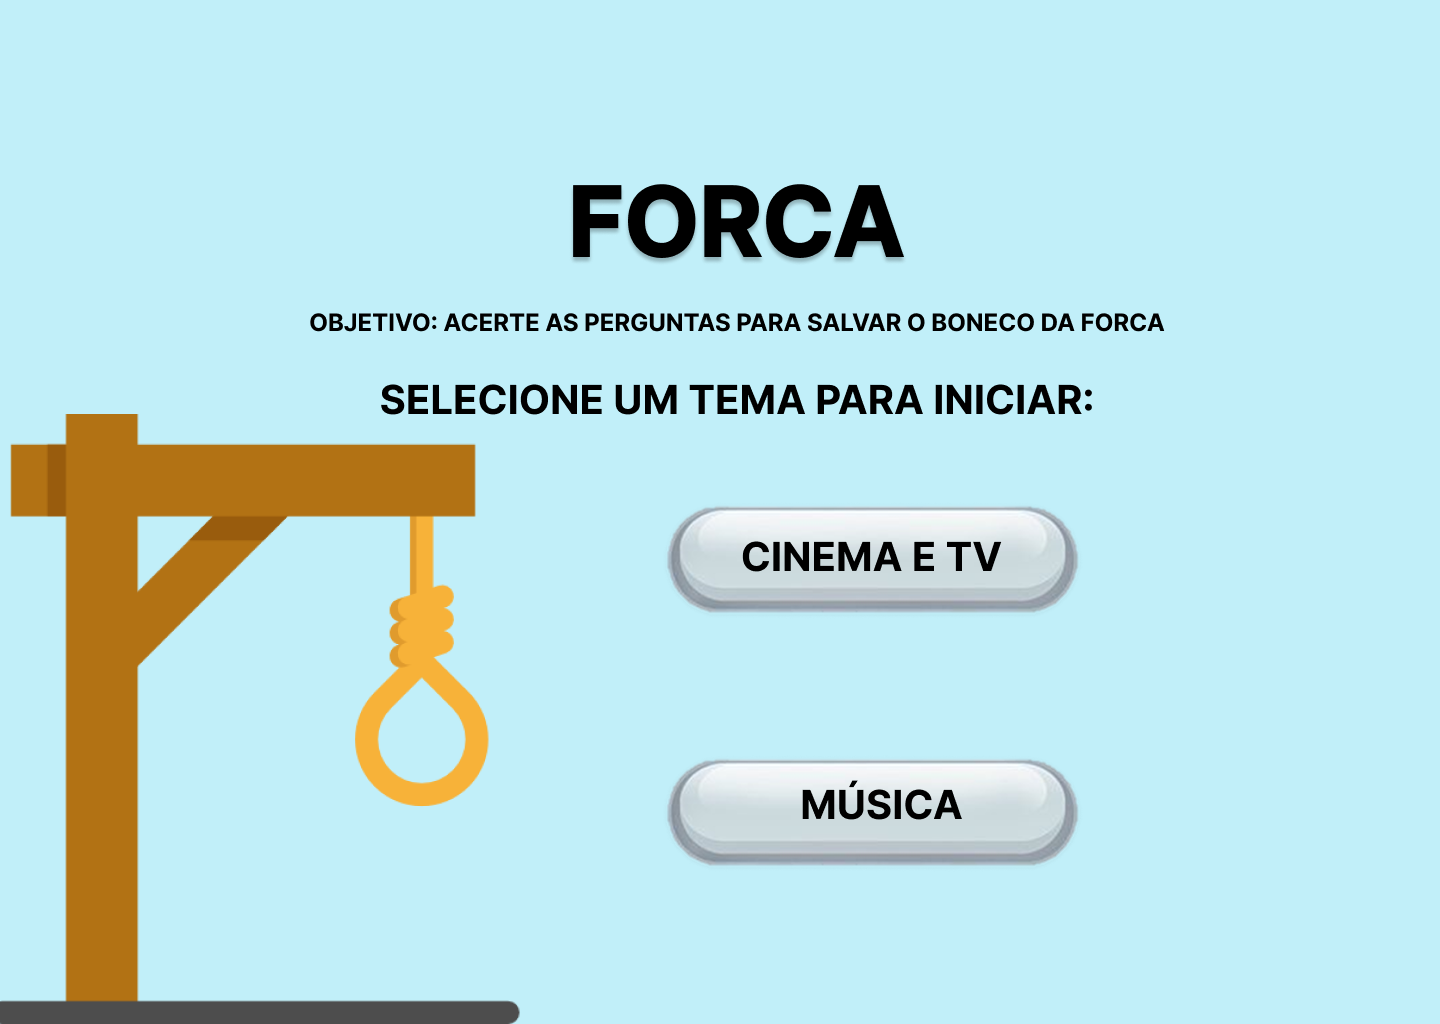 FORCA
OBJETIVO: ACERTE AS PERGUNTAS PARA SALVAR O BONECO DA FORCA
SELECIONE UM TEMA PARA INICIAR:
CINEMA E TV
MÚSICA